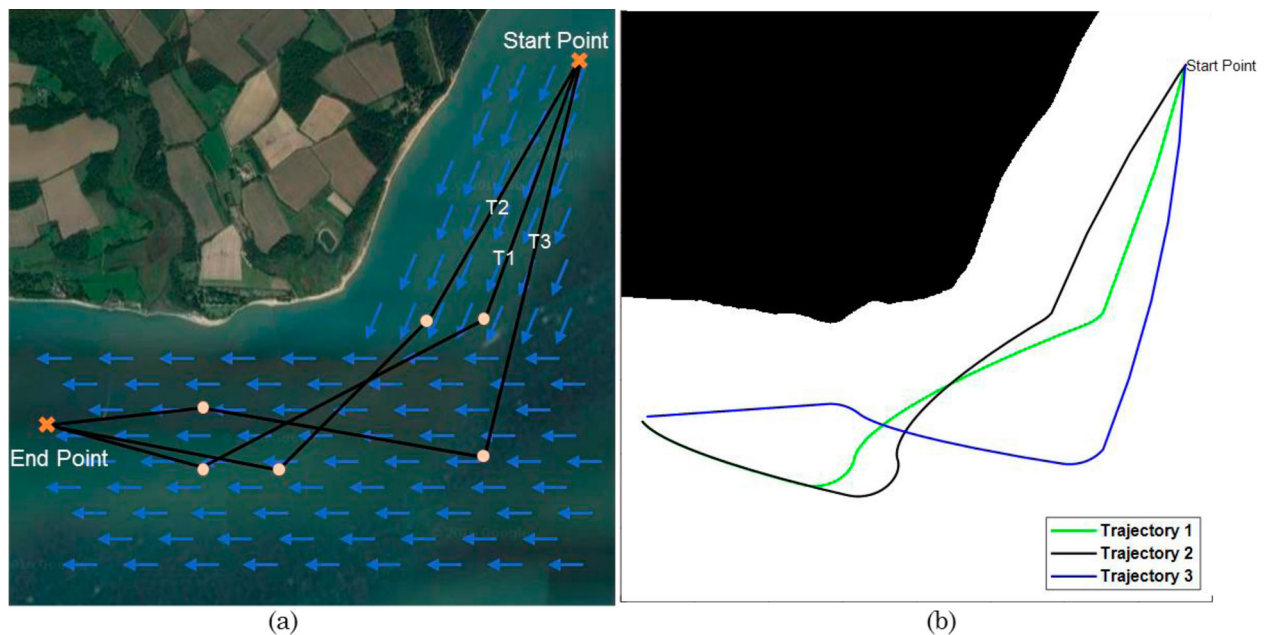 Start Point
T2
T1
T3
End Point
(a)
Start Point
Trajectory 1
Trajectory 2
Trajectory 3
(b)